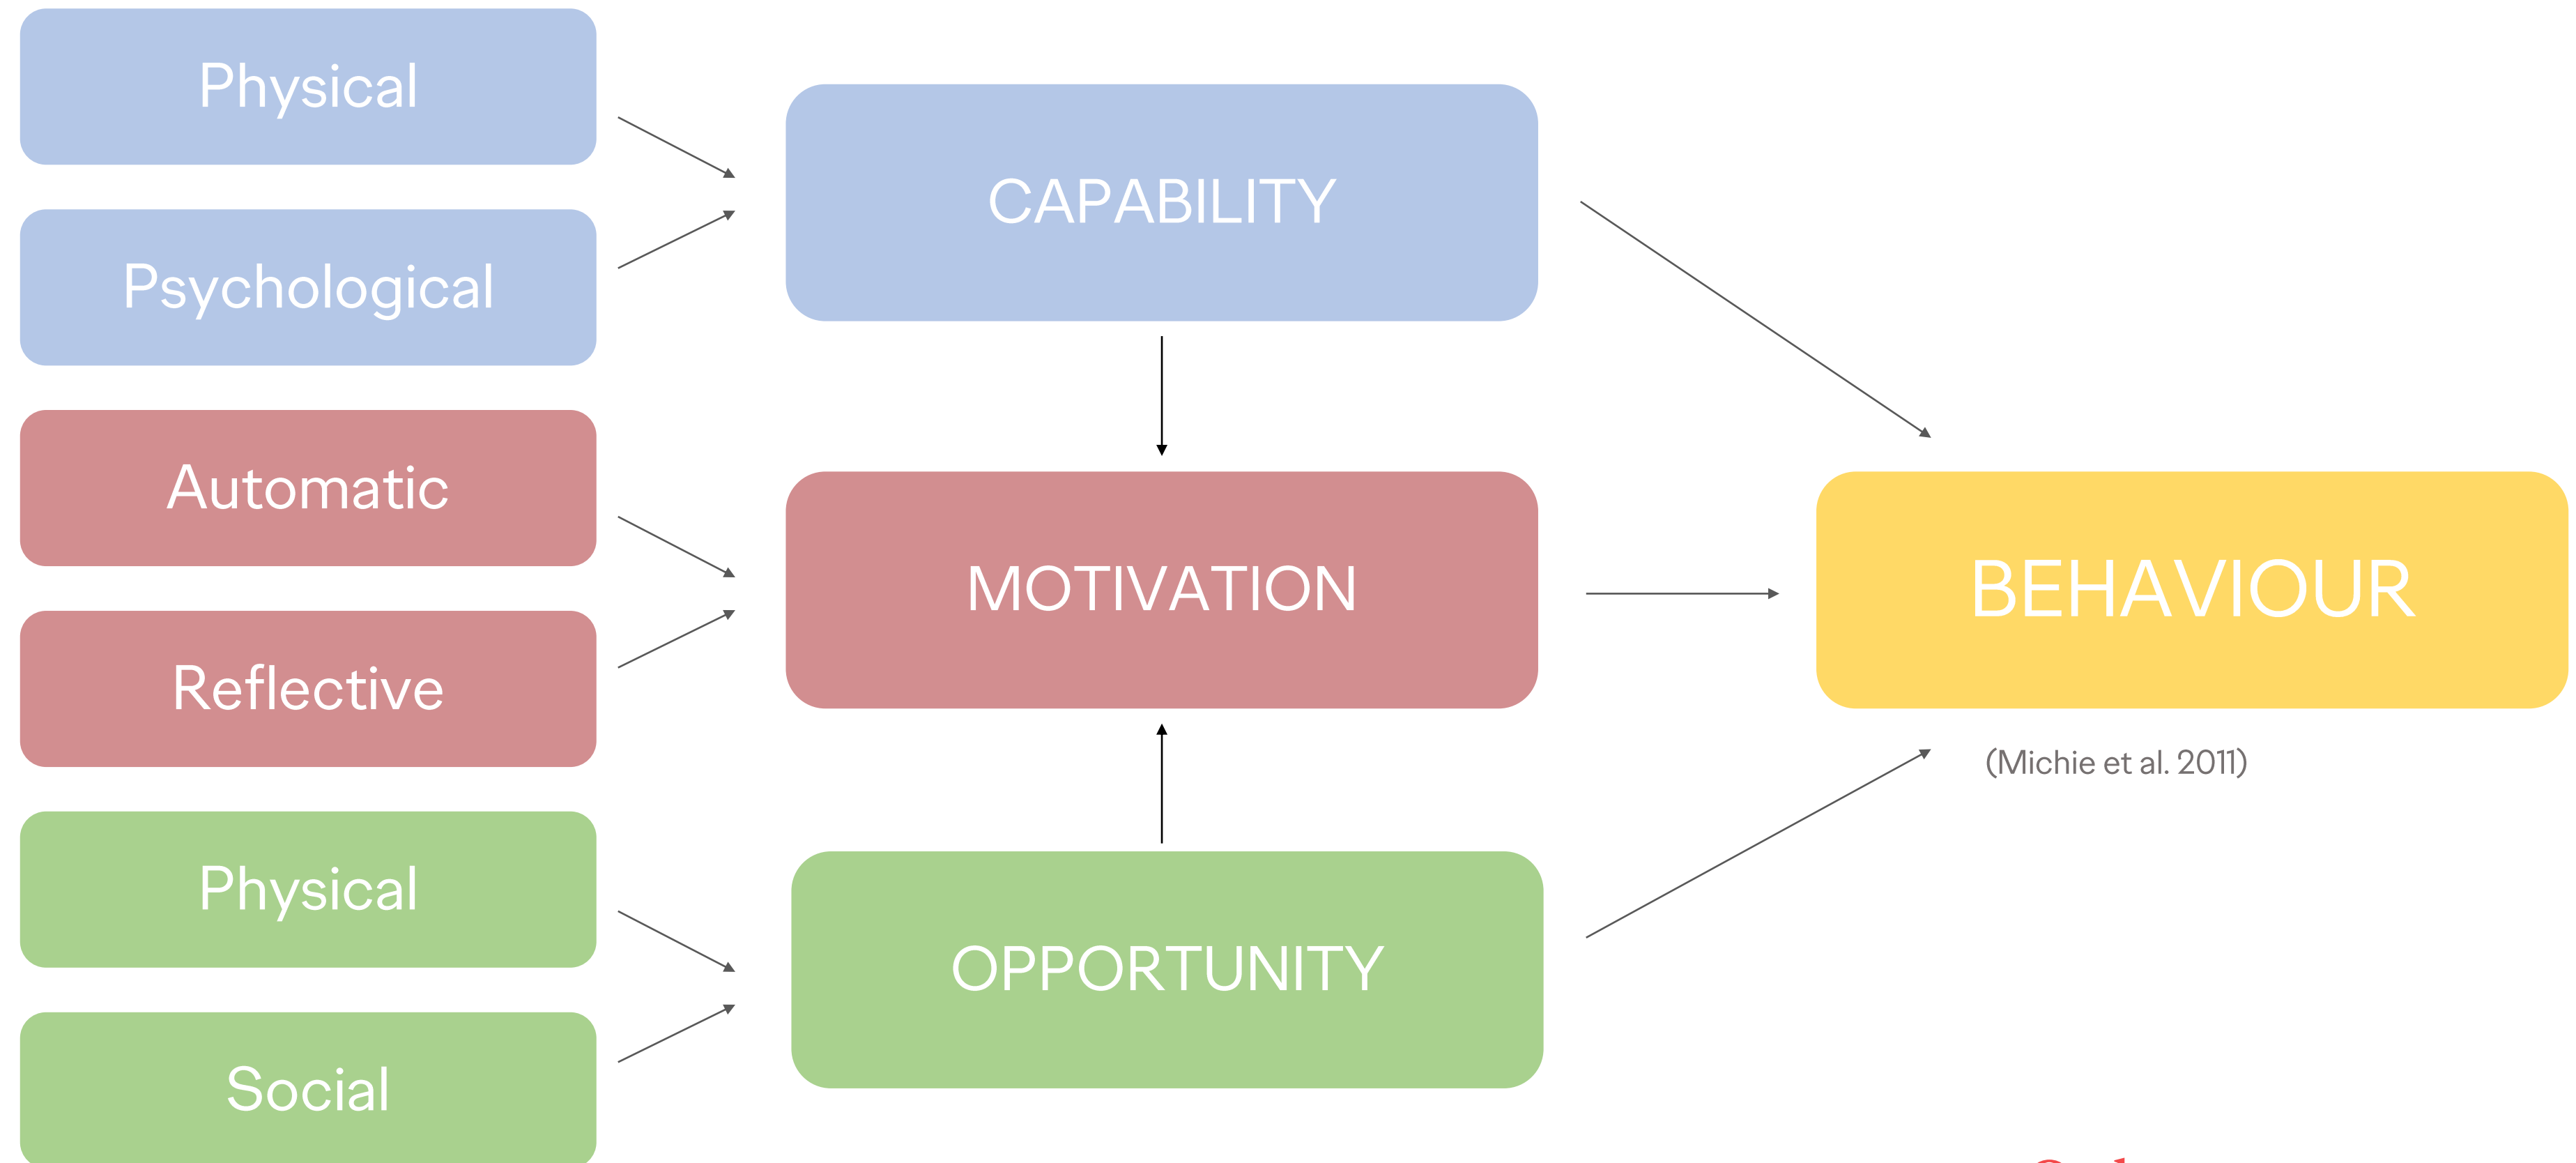 Physical
Psychological
Automatic
Reflective
Physical
Social
CAPABILITY
MOTIVATION
OPPORTUNITY
BEHAVIOUR
(Michie et al. 2011)